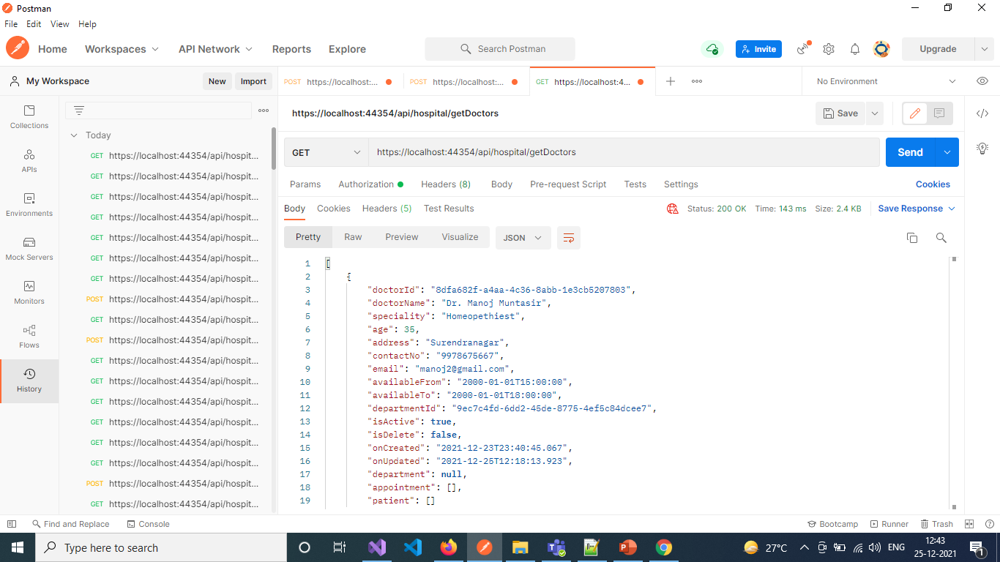 Postman
File Edit View Help
Home Workspaces API Network Reports Explore Search Postman Invite Upgrade
My Workspace New Import POST https://localhost:... POST https://localhost:... GET https://localhost:4... No Environment
https://localhost:44354/api/hospital/getDoctors Save
Collections
APIs
Environments
Mock Servers
Monitors
Flows
History
Today
GET https://localhost:44354/api/hospit...
GET https://localhost:44354/api/hospit...
GET https://localhost:44354/api/hospit...
GET https://localhost:44354/api/hospit...
GET https://localhost:44354/api/hospit...
GET https://localhost:44354/api/hospit...
GET https://localhost:44354/api/hospit...
POST https://localhost:44354/api/hospit...
GET https://localhost:44354/api/hospit...
POST https://localhost:44354/api/hospit...
GET https://localhost:44354/api/hospit...
GET https://localhost:44354/api/hospit...
GET https://localhost:44354/api/hospit...
GET https://localhost:44354/api/hospit...
GET https://localhost:44354/api/hospit...
GET https://localhost:44354/api/hospit...
POST https://localhost:44354/api/hospit...
GET https://localhost:44354/api/hospit...
GET https://localhost:44354/api/hospital/getDoctors Send
Params Authorization Headers (8) Body Pre-request Script Tests Settings Cookies
Body Cookies Headers (5) Test Results Status: 200 OK Time: 143 ms Size: 2.4 KB Save Response
Pretty Raw Preview Visualize JSON
1 [
2 {
3 "doctorId": "8dfa682f-a4aa-4c36-8abb-1e3cb5207803",
4 "doctorName": "Dr. Manoj Muntasir",
5 "speciality": "Homeopethiest",
6 "age": 35,
7 "address": "Surendranagar",
8 "contactNo": "9978675667",
9 "email": "manoj2@gmail.com",
10 "availableFrom": "2000-01-01T15:00:00",
11 "availableTo": "2000-01-01T18:00:00",
12 "departmentId": "9ec7c4fd-6dd2-45de-8775-4ef5c84dcee7",
13 "isActive": true,
14 "isDelete": false,
15 "onCreated": "2021-12-23T23:40:45.067",
16 "onUpdated": "2021-12-25T12:18:13.923",
17 "department": null,
18 "appointment": [],
19 "patient": []
Find and Replace Console Bootcamp Runner Trash
Type here to search 27°C ENG 12:43
25-12-2021 1